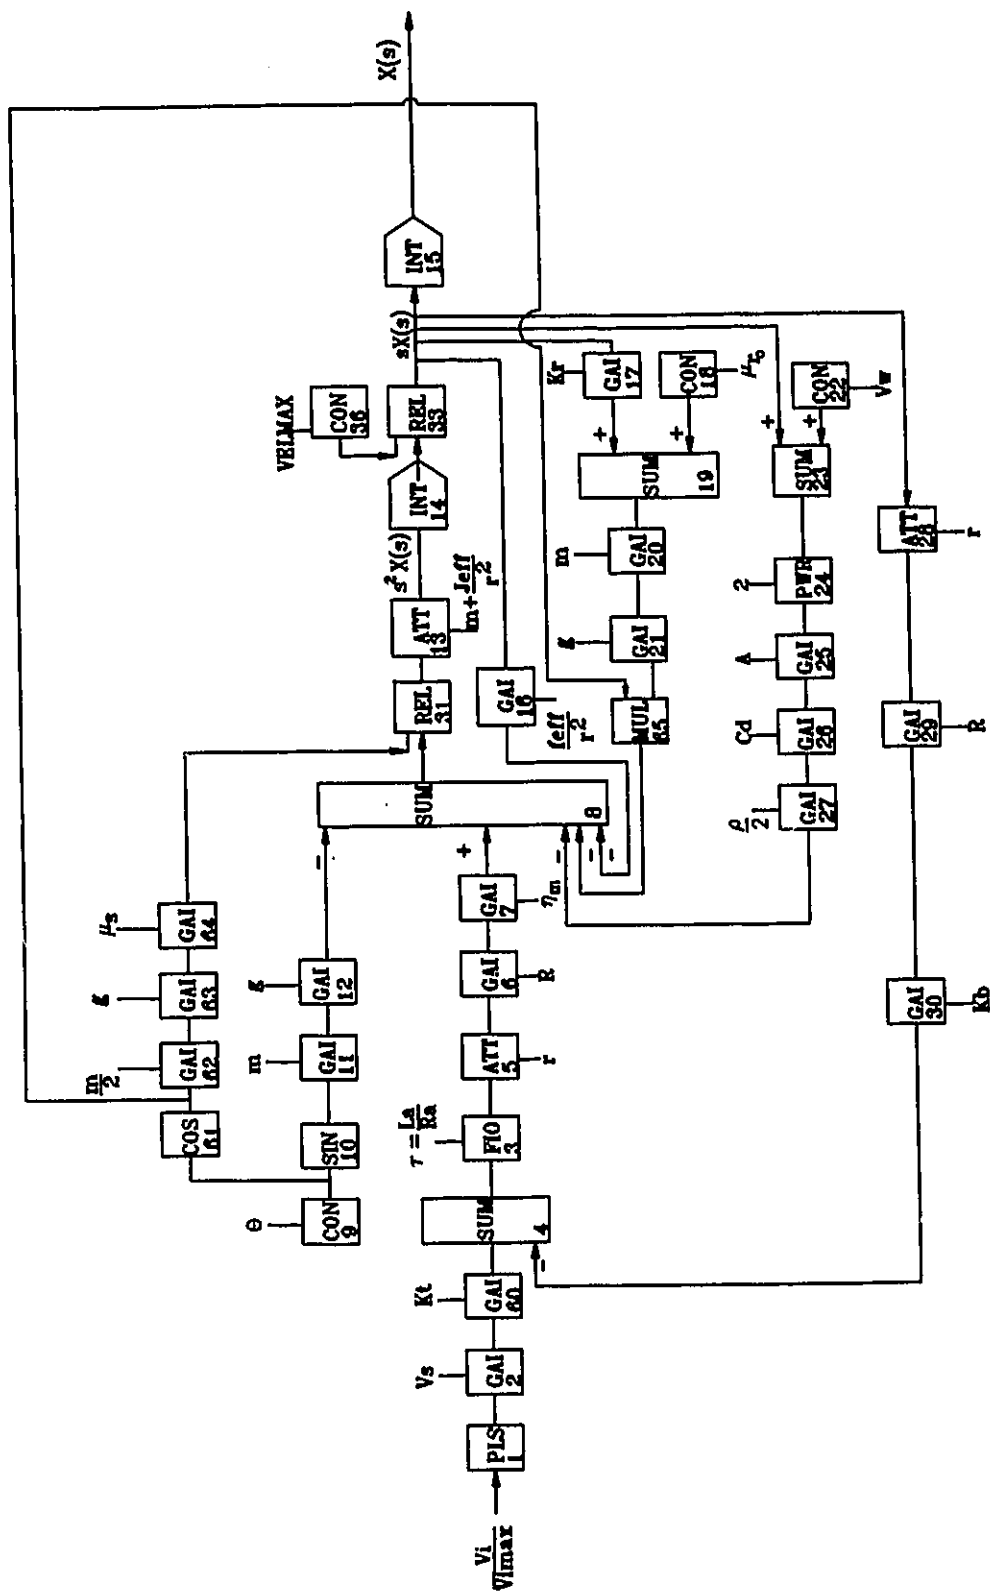 X(s)
VELMAX
CON
36
s²X(s)
sX(s)
REL
31
ATT
13
INT
14
REL
33
INT
15
m+Jeff/r²
μs
m/2
g
COS
61
GAI
62
GAI
63
GAI
64
θ
m
g
CON
9
SIN
10
GAI
11
GAI
12
−
SUM
8
GAI
16
feff/r²
Kr
GAI
17
CON
18
μr₀
+
+
SUM
19
m
GAI
20
g
GAI
21
MUL
35
Vi/Vimax
PLS
1
Vs
GAI
2
Kt
GAI
60
SUM
4
−
τ=La/Ra
FIO
3
ATT
5
r
GAI
6
R
GAI
7
ηm
+
−
−
−
CON
22
Vw
+
+
SUM
23
2
PWR
24
A
GAI
25
Cd
GAI
26
ρ/2
GAI
27
ATT
28
r
GAI
29
R
GAI
30
Kb